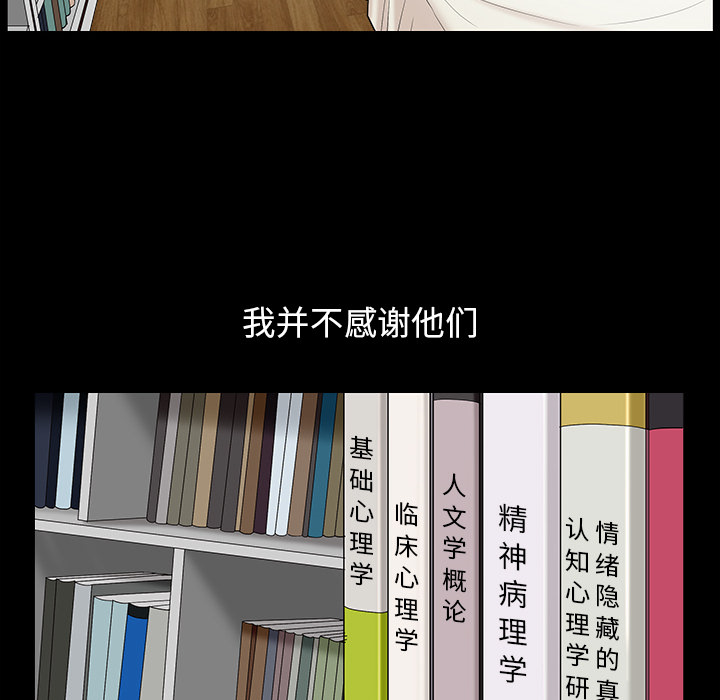 我并不感谢他们
基础心理学
临床心理学
人文学概论
精神病理学
情绪隐藏的真
认知心理学研